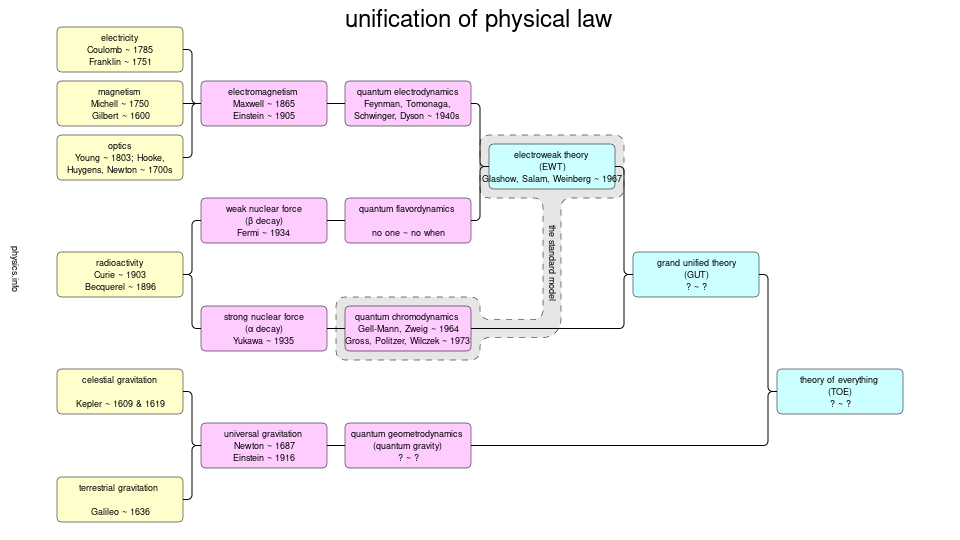 unification of physical law
electricity
Coulomb ~ 1785
Franklin ~ 1751
magnetism
Michell ~ 1750
Gilbert ~ 1600
optics
Young ~ 1803; Hooke,
Huygens, Newton ~ 1700s
electromagnetism
Maxwell ~ 1865
Einstein ~ 1905
quantum electrodynamics
Feynman, Tomonaga,
Schwinger, Dyson ~ 1940s
electroweak theory
(EWT)
Glashow, Salam, Weinberg ~ 1967
weak nuclear force
(β decay)
Fermi ~ 1934
quantum flavordynamics
no one ~ no when
the standard model
physics.info
radioactivity
Curie ~ 1903
Becquerel ~ 1896
grand unified theory
(GUT)
? ~ ?
strong nuclear force
(α decay)
Yukawa ~ 1935
quantum chromodynamics
Gell-Mann, Zweig ~ 1964
Gross, Politzer, Wilczek ~ 1973
celestial gravitation
Kepler ~ 1609 & 1619
theory of everything
(TOE)
? ~ ?
universal gravitation
Newton ~ 1687
Einstein ~ 1916
quantum geometrodynamics
(quantum gravity)
? ~ ?
terrestrial gravitation
Galileo ~ 1636